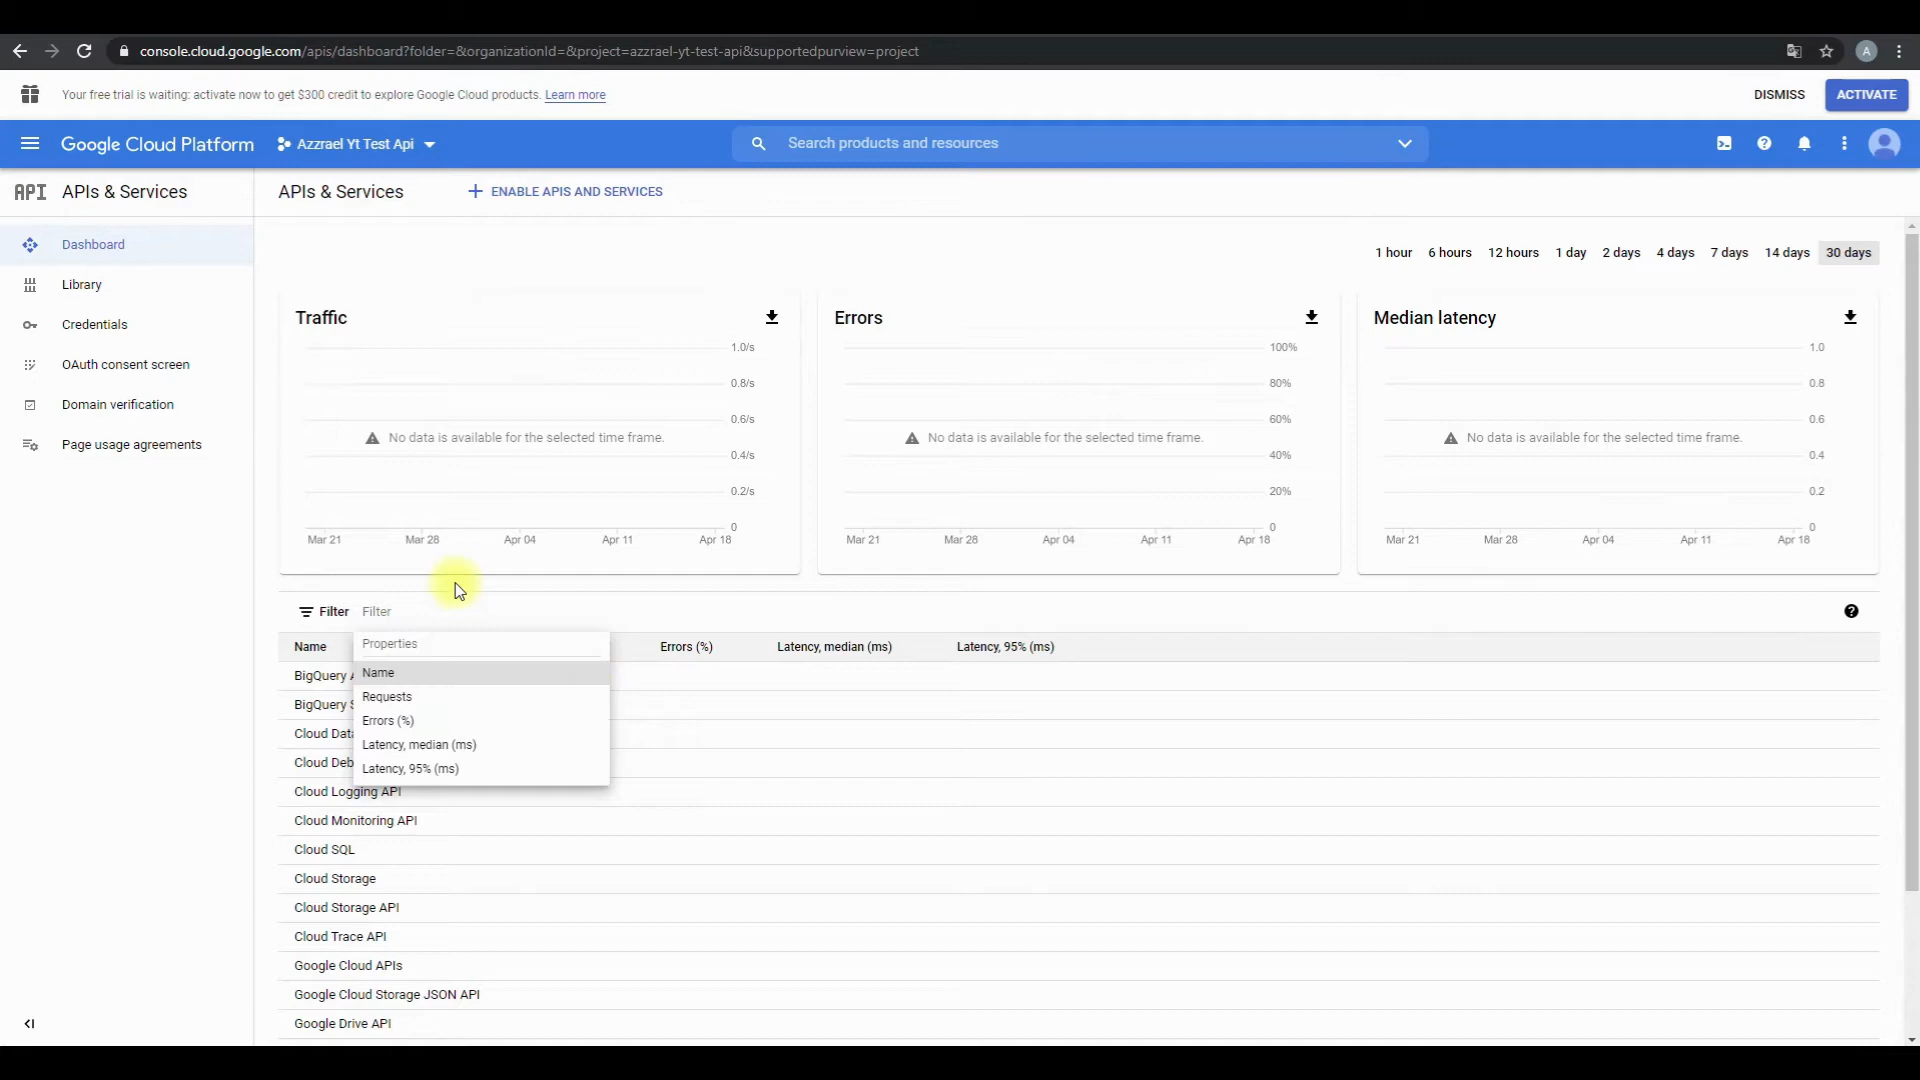 console.cloud.google.com/apis/dashboard?folder=&organizationId=&project=azzrael-yt-test-api&supportedpurview=project
A
Your free trial is waiting: activate now to get $300 credit to explore Google Cloud products. Learn more
DISMISS
ACTIVATE
Google Cloud Platform
Azzrael Yt Test Api
Search products and resources
API APIs & Services
APIs & Services
ENABLE APIS AND SERVICES
Dashboard
Library
Credentials
OAuth consent screen
Domain verification
Page usage agreements
1 hour 6 hours 12 hours 1 day 2 days 4 days 7 days 14 days 30 days
Traffic
1.0/s
0.8/s
0.6/s
No data is available for the selected time frame.
0.4/s
0.2/s
0
Mar 21 Mar 28 Apr 04 Apr 11 Apr 18
Errors
100%
80%
60%
No data is available for the selected time frame.
40%
20%
0
Mar 21 Mar 28 Apr 04 Apr 11 Apr 18
Median latency
1.0
0.8
0.6
No data is available for the selected time frame.
0.4
0.2
0
Mar 21 Mar 28 Apr 04 Apr 11 Apr 18
Filter Filter
Name Errors (%) Latency, median (ms) Latency, 95% (ms)
Properties
Name
Requests
Errors (%)
Latency, median (ms)
Latency, 95% (ms)
BigQuery A
BigQuery S
Cloud Data
Cloud Deb
Cloud Logging API
Cloud Monitoring API
Cloud SQL
Cloud Storage
Cloud Storage API
Cloud Trace API
Google Cloud APIs
Google Cloud Storage JSON API
Google Drive API